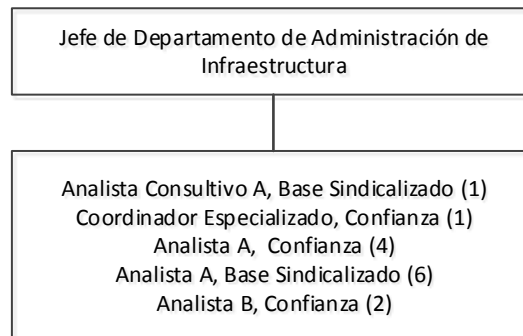 Jefe de Departamento de Administración de
Infraestructura
Analista Consultivo A, Base Sindicalizado (1)
Coordinador Especializado, Confianza (1)
Analista A, Confianza (4)
Analista A, Base Sindicalizado (6)
Analista B, Confianza (2)